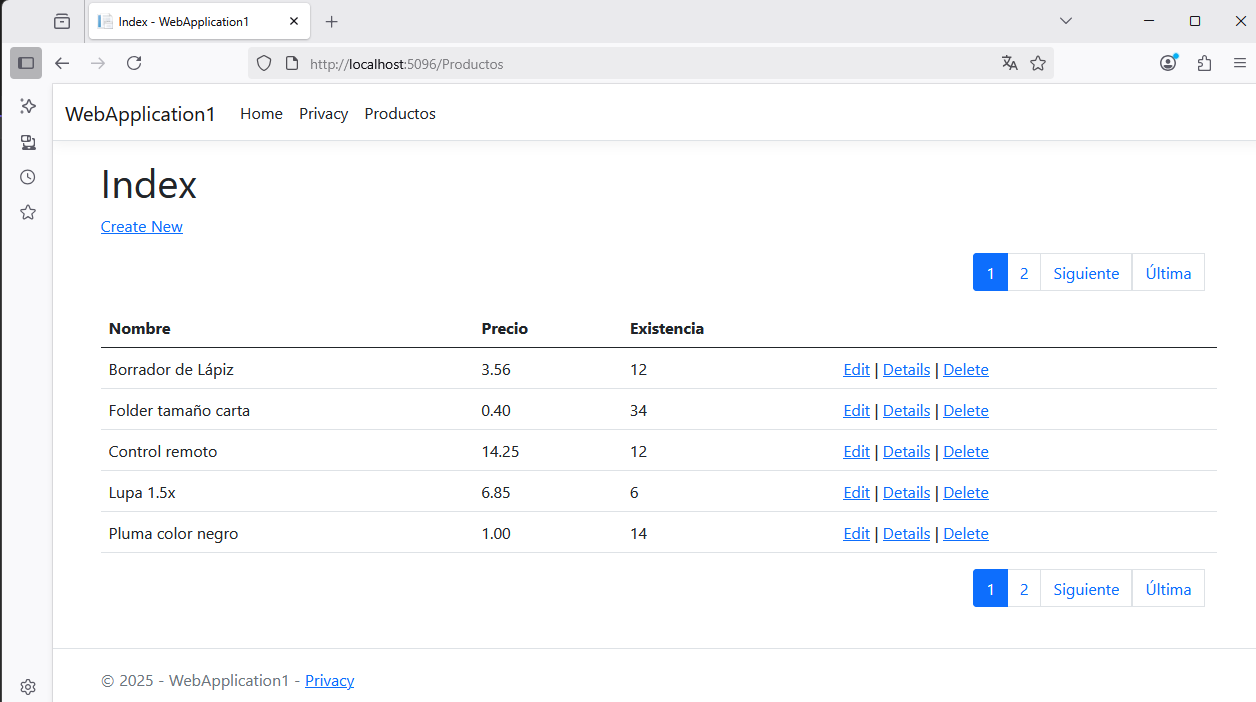 Index - WebApplication1
http://localhost:5096/Productos
WebApplication1 Home Privacy Productos
Index
Create New
1 2 Siguiente Última
Nombre Precio Existencia
Borrador de Lápiz 3.56 12 Edit | Details | Delete
Folder tamaño carta 0.40 34 Edit | Details | Delete
Control remoto 14.25 12 Edit | Details | Delete
Lupa 1.5x 6.85 6 Edit | Details | Delete
Pluma color negro 1.00 14 Edit | Details | Delete
1 2 Siguiente Última
© 2025 - WebApplication1 - Privacy